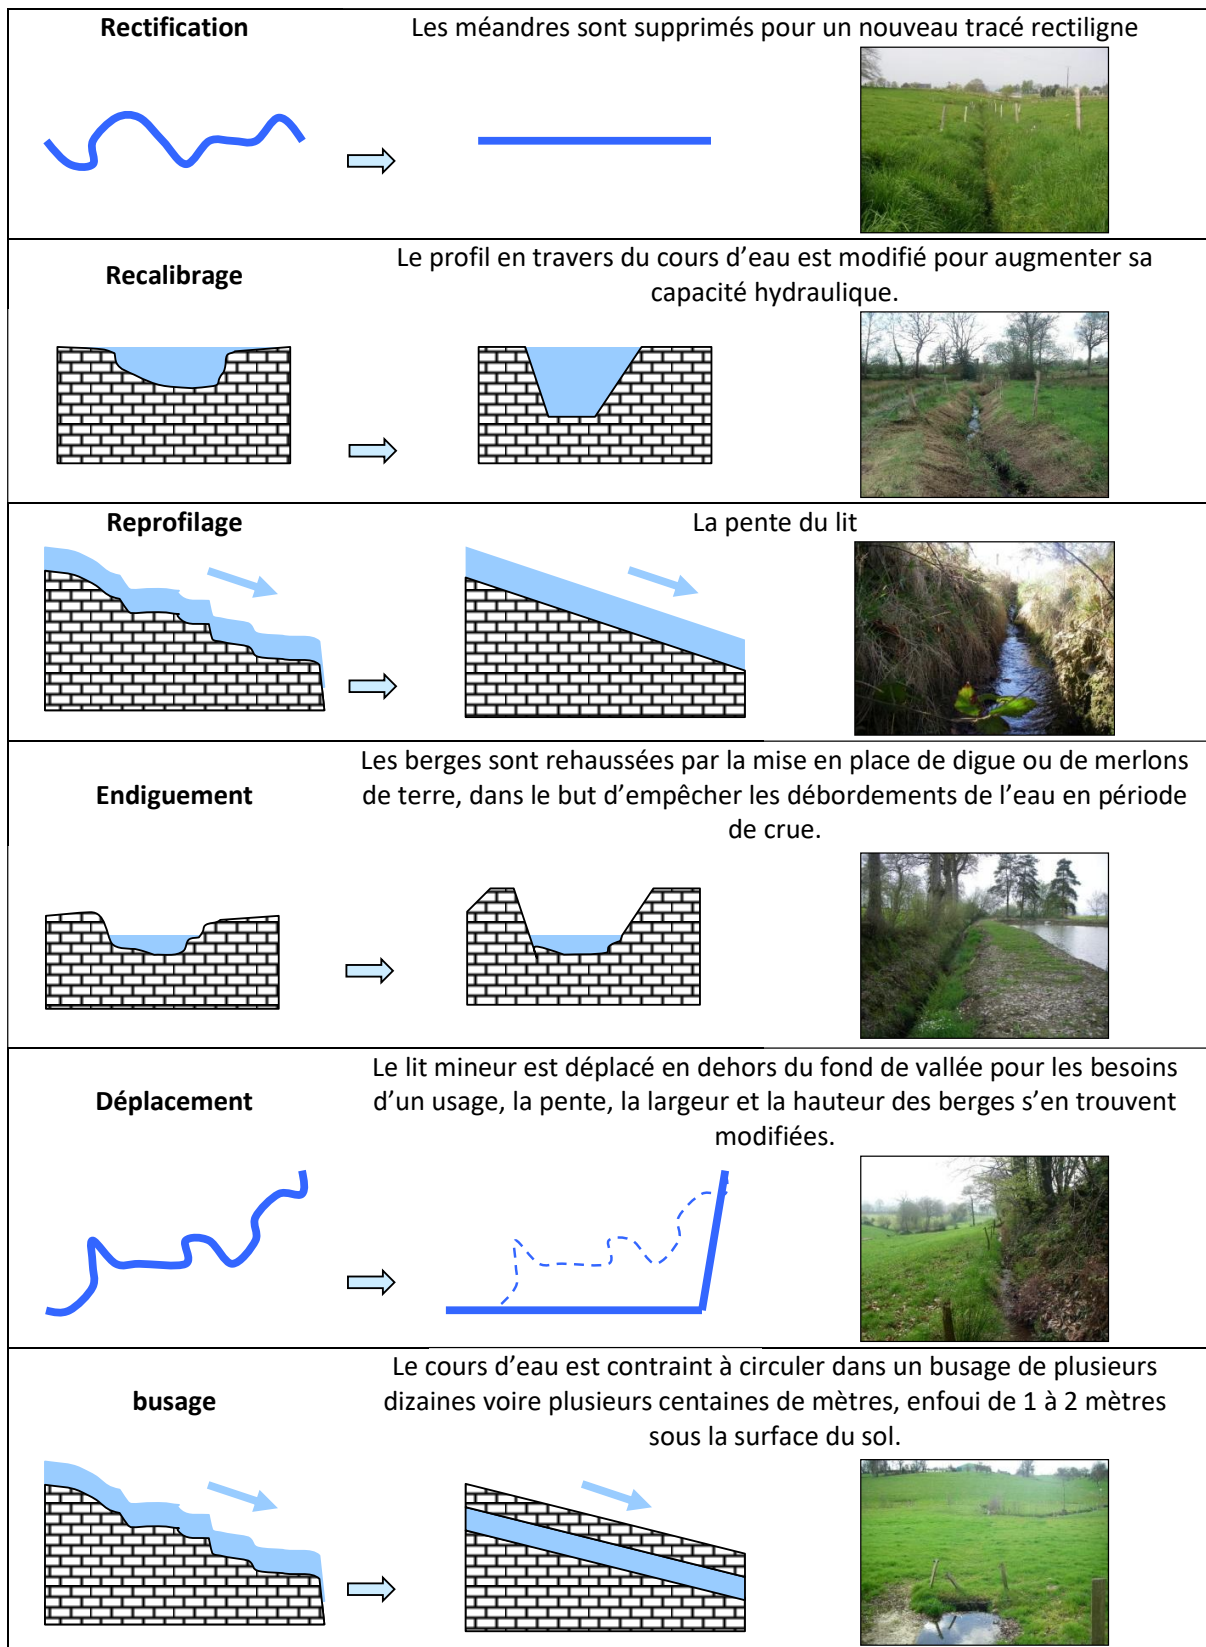 Rectification
Les méandres sont supprimés pour un nouveau tracé rectiligne
Recalibrage
Le profil en travers du cours d’eau est modifié pour augmenter sa
capacité hydraulique.
Reprofilage
La pente du lit
Endiguement
Les berges sont rehaussées par la mise en place de digue ou de merlons
de terre, dans le but d’empêcher les débordements de l’eau en période
de crue.
Déplacement
Le lit mineur est déplacé en dehors du fond de vallée pour les besoins
d’un usage, la pente, la largeur et la hauteur des berges s’en trouvent
modifiées.
busage
Le cours d’eau est contraint à circuler dans un busage de plusieurs
dizaines voire plusieurs centaines de mètres, enfoui de 1 à 2 mètres
sous la surface du sol.